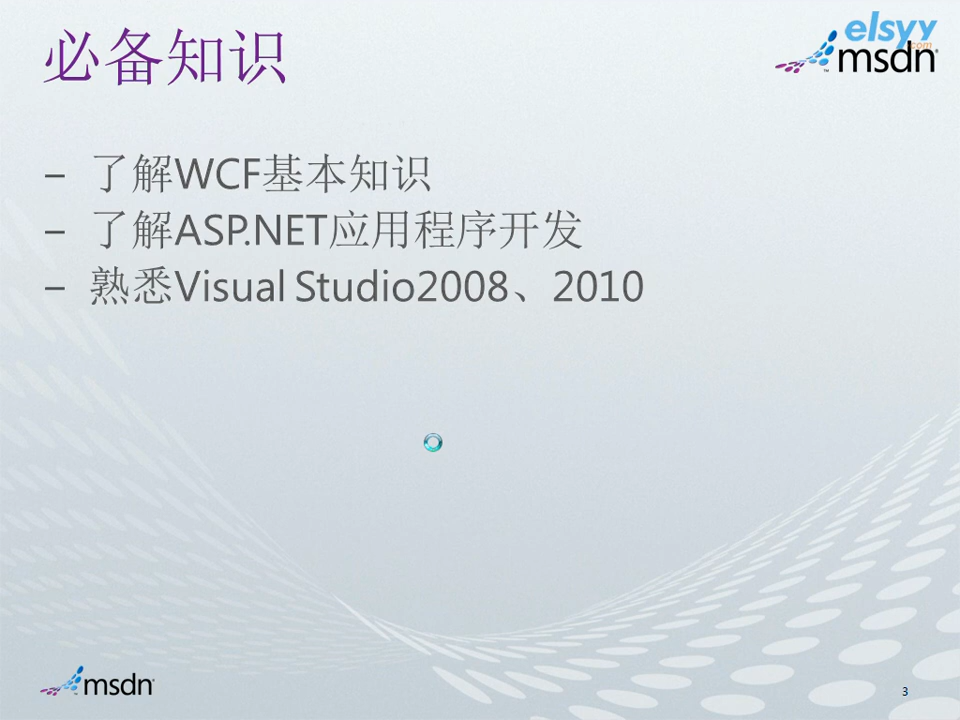 必备知识
elsyy
.com
msdn
– 了解WCF基本知识
– 了解ASP.NET应用程序开发
– 熟悉Visual Studio2008、2010
msdn
3